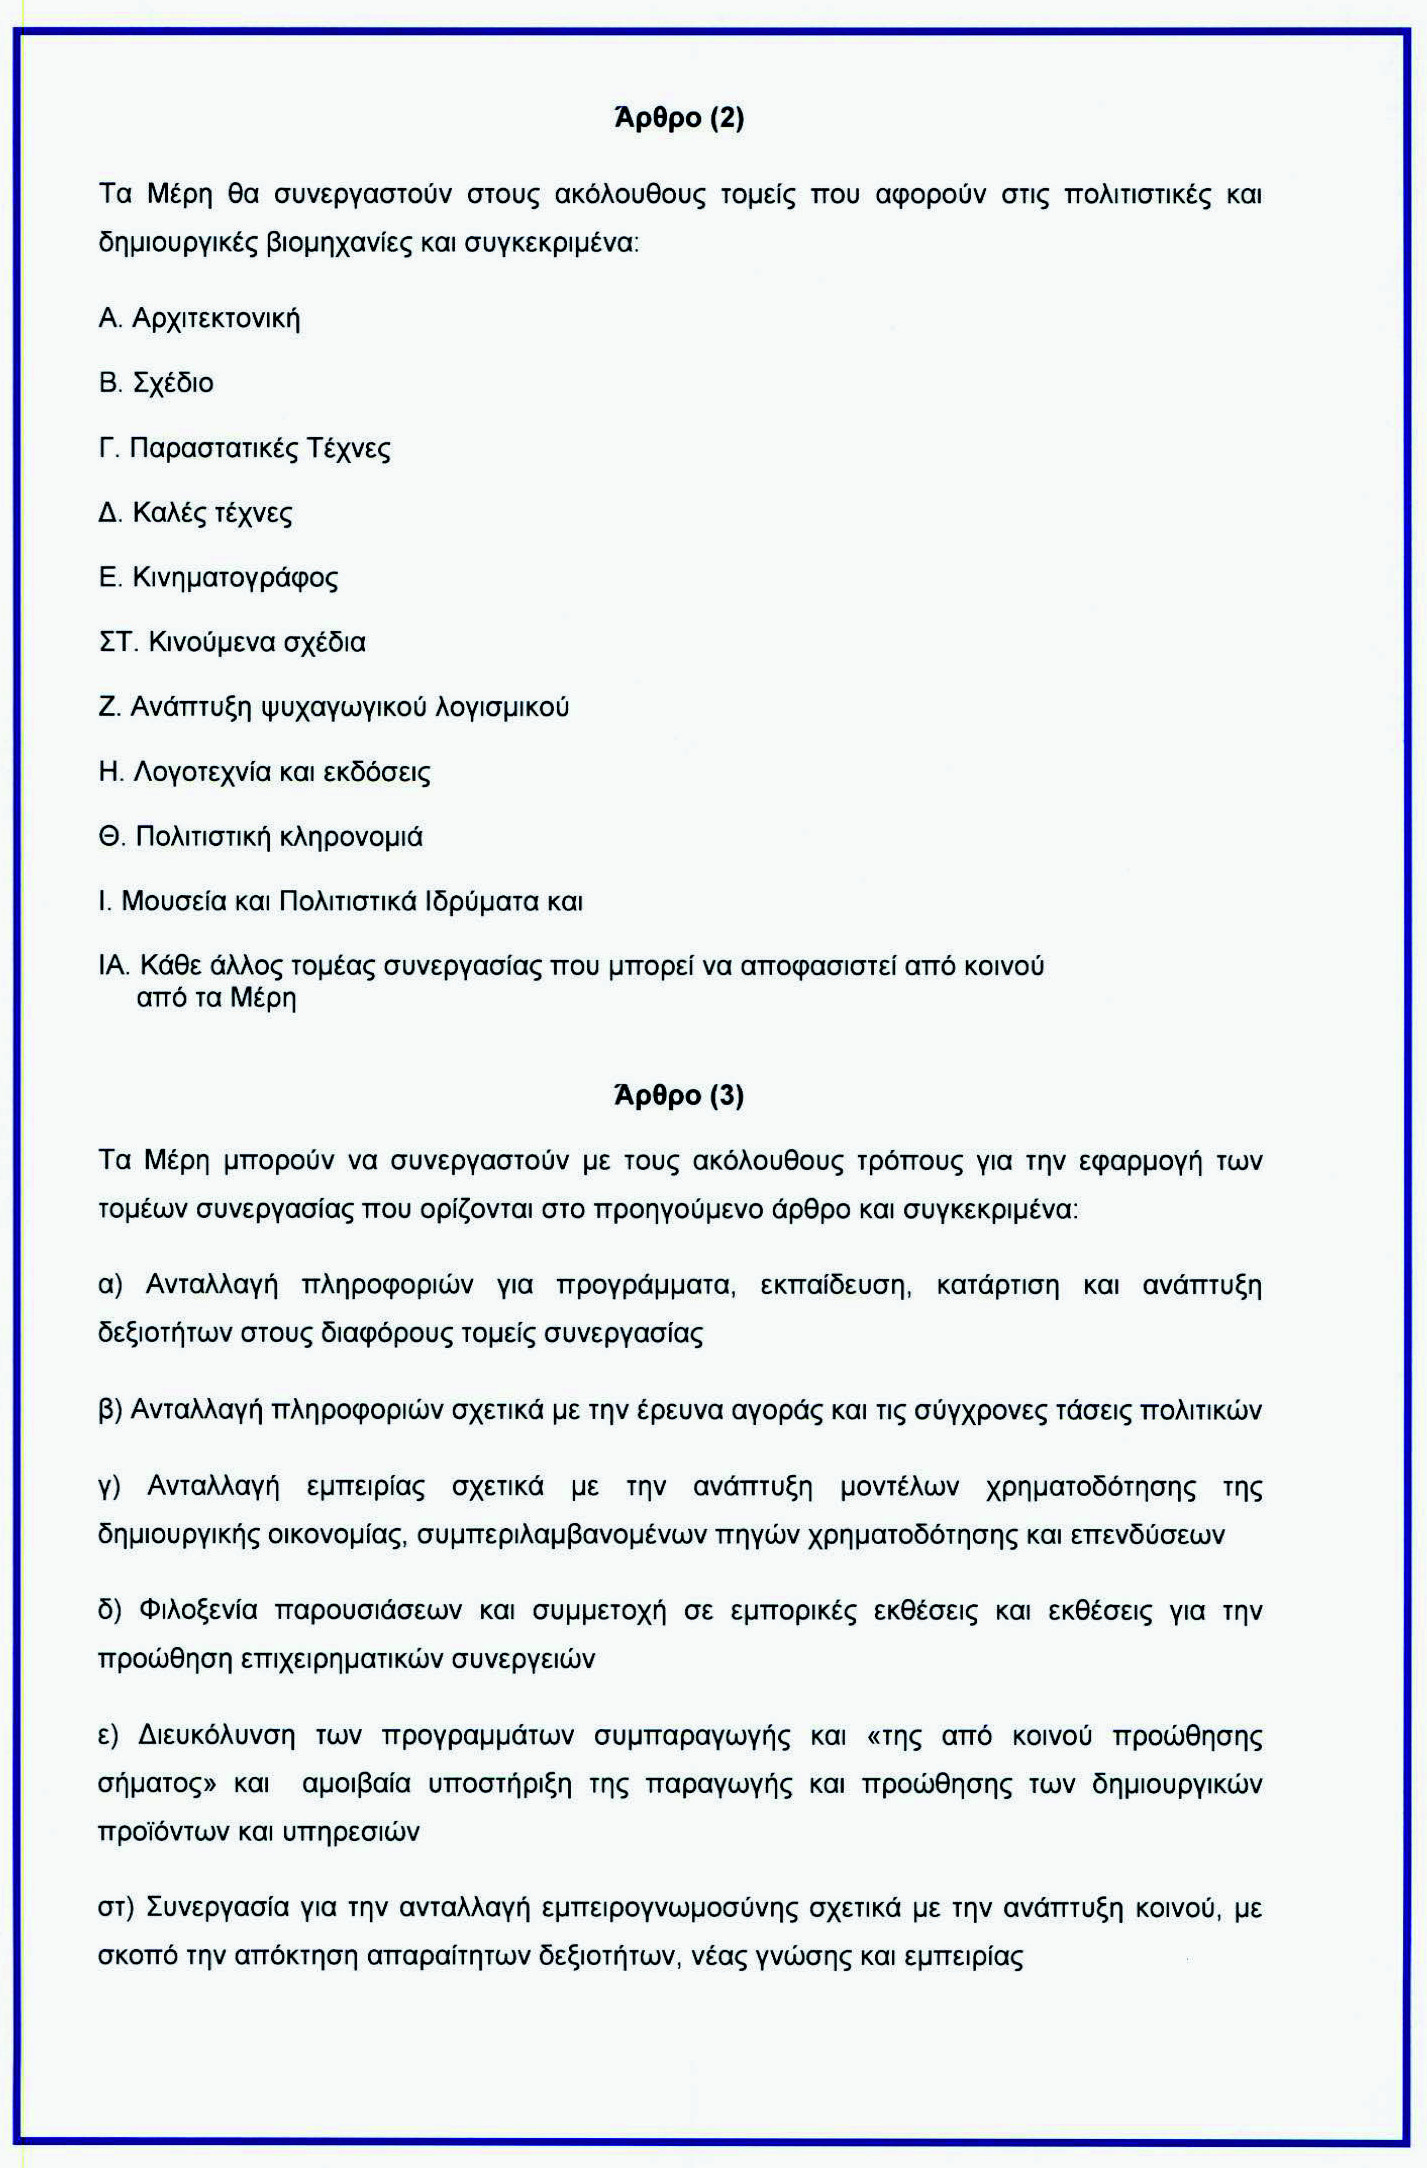 Άρθρο (2)
Τα Μέρη θα συνεργαστούν στους ακόλουθους τομείς που αφορούν στις πολιτιστικές και
δημιουργικές βιομηχανίες και συγκεκριμένα:
Α. Αρχιτεκτονική
Β. Σχέδιο
Γ. Παραστατικές Τέχνες
Δ. Καλές τέχνες
Ε. Κινηματογράφος
ΣΤ. Κινούμενα σχέδια
Ζ. Ανάπτυξη ψυχαγωγικού λογισμικού
Η. Λογοτεχνία και εκδόσεις
Θ. Πολιτιστική κληρονομιά
Ι. Μουσεία και Πολιτιστικά Ιδρύματα και
ΙΑ. Κάθε άλλος τομέας συνεργασίας που μπορεί να αποφασιστεί από κοινού
από τα Μέρη
Άρθρο (3)
Τα Μέρη μπορούν να συνεργαστούν με τους ακόλουθους τρόπους για την εφαρμογή των
τομέων συνεργασίας που ορίζονται στο προηγούμενο άρθρο και συγκεκριμένα:
α) Ανταλλαγή πληροφοριών για προγράμματα, εκπαίδευση, κατάρτιση και ανάπτυξη
δεξιοτήτων στους διαφόρους τομείς συνεργασίας
β) Ανταλλαγή πληροφοριών σχετικά με την έρευνα αγοράς και τις σύγχρονες τάσεις πολιτικών
γ) Ανταλλαγή εμπειρίας σχετικά με την ανάπτυξη μοντέλων χρηματοδότησης της
δημιουργικής οικονομίας, συμπεριλαμβανομένων πηγών χρηματοδότησης και επενδύσεων
δ) Φιλοξενία παρουσιάσεων και συμμετοχή σε εμπορικές εκθέσεις και εκθέσεις για την
προώθηση επιχειρηματικών συνεργειών
ε) Διευκόλυνση των προγραμμάτων συμπαραγωγής και «της από κοινού προώθησης
σήματος» και αμοιβαία υποστήριξη της παραγωγής και προώθησης των δημιουργικών
προϊόντων και υπηρεσιών
στ) Συνεργασία για την ανταλλαγή εμπειρογνωμοσύνης σχετικά με την ανάπτυξη κοινού, με
σκοπό την απόκτηση απαραίτητων δεξιοτήτων, νέας γνώσης και εμπειρίας